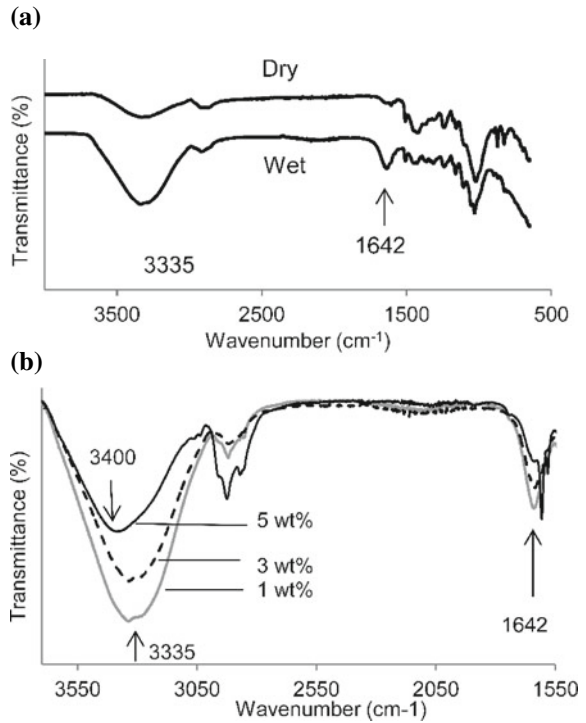 (a)
Dry
Wet
3335
1642
Transmittance (%)
3500 2500 1500 500
Wavenumber (cm-1)
(b)
3400
5 wt%
3 wt%
1 wt%
3335
1642
Transmittance (%)
3550 3050 2550 2050 1550
Wavenumber (cm-1)